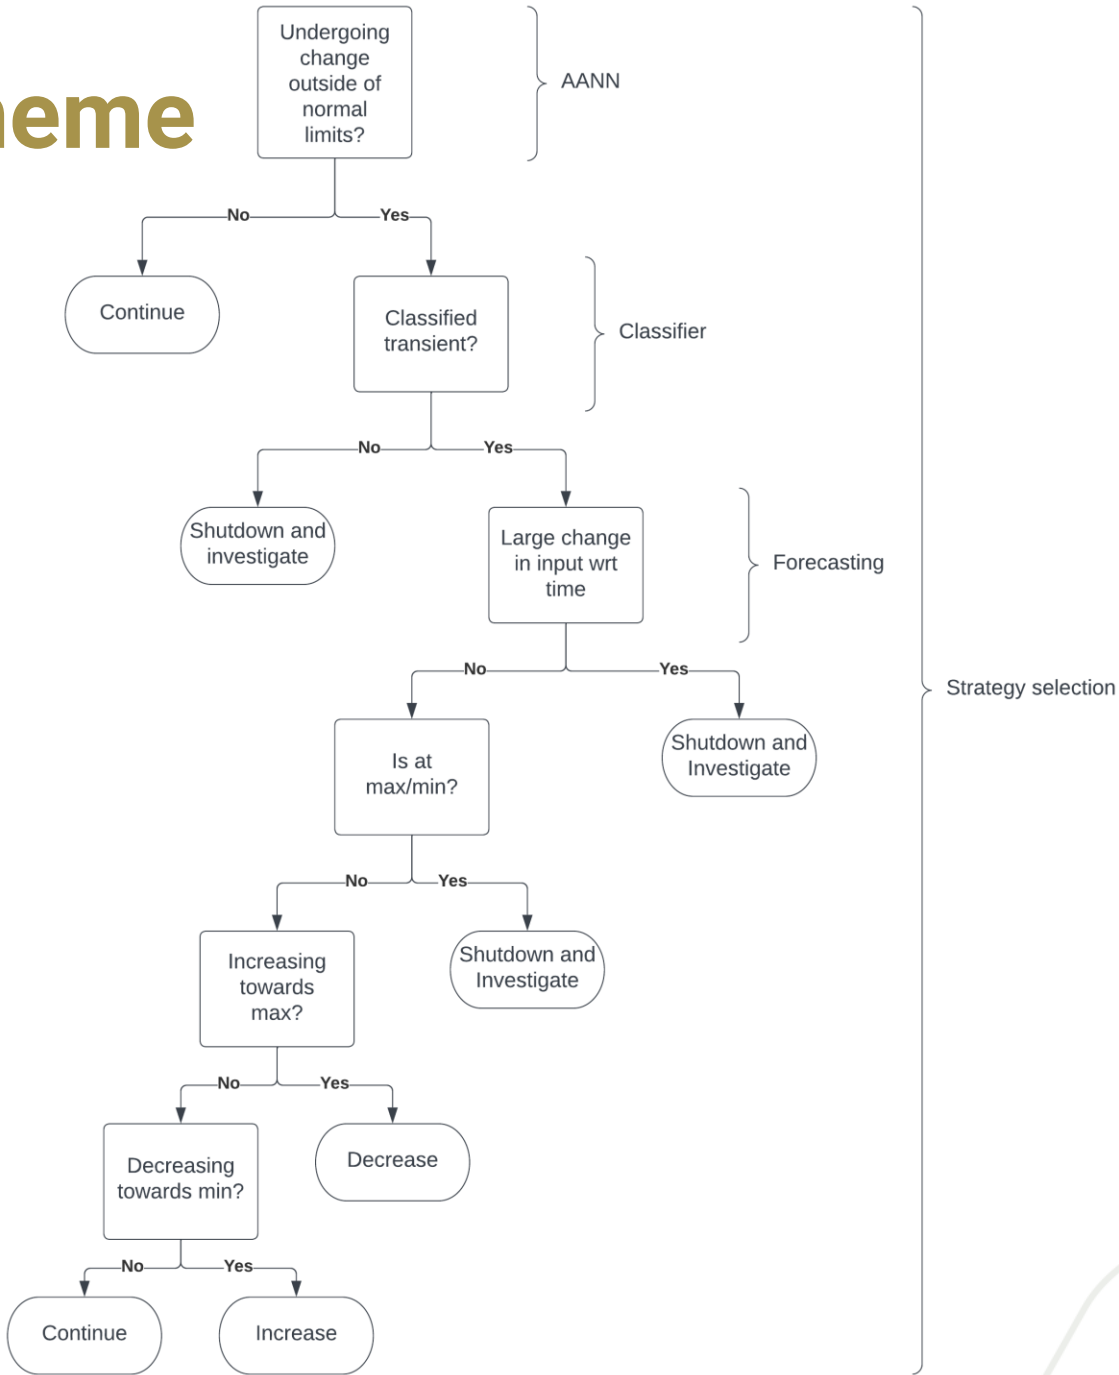 Undergoing
change
outside of
normal
limits?
AANN
eme
No
Yes
Continue
Classified
transient?
Classifier
No
Yes
Shutdown and
investigate
Large change
in input wrt
time
Forecasting
No
Yes
Strategy selection
Is at
max/min?
Shutdown and
Investigate
No
Yes
Increasing
towards
max?
Shutdown and
Investigate
No
Yes
Decreasing
towards min?
Decrease
No
Yes
Continue
Increase